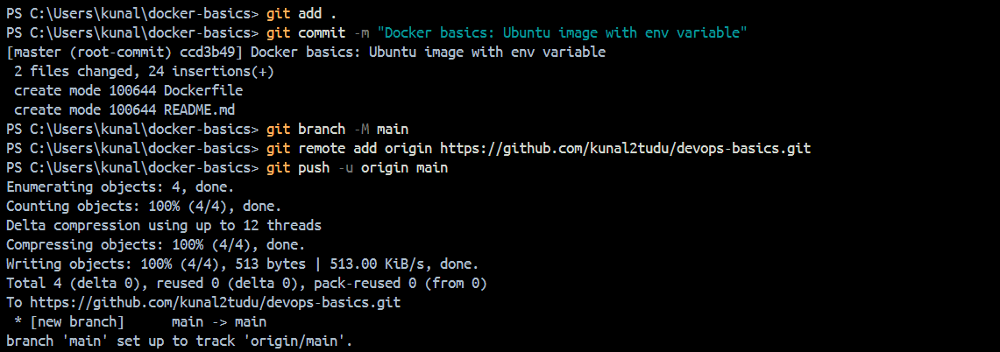 PS C:\Users\kunal\docker-basics> git add .
PS C:\Users\kunal\docker-basics> git commit -m "Docker basics: Ubuntu image with env variable"
[master (root-commit) ccd3b49] Docker basics: Ubuntu image with env variable
 2 files changed, 24 insertions(+)
 create mode 100644 Dockerfile
 create mode 100644 README.md
PS C:\Users\kunal\docker-basics> git branch -M main
PS C:\Users\kunal\docker-basics> git remote add origin https://github.com/kunal2tudu/devops-basics.git
PS C:\Users\kunal\docker-basics> git push -u origin main
Enumerating objects: 4, done.
Counting objects: 100% (4/4), done.
Delta compression using up to 12 threads
Compressing objects: 100% (4/4), done.
Writing objects: 100% (4/4), 513 bytes | 513.00 KiB/s, done.
Total 4 (delta 0), reused 0 (delta 0), pack-reused 0 (from 0)
To https://github.com/kunal2tudu/devops-basics.git
 * [new branch]      main -> main
branch 'main' set up to track 'origin/main'.